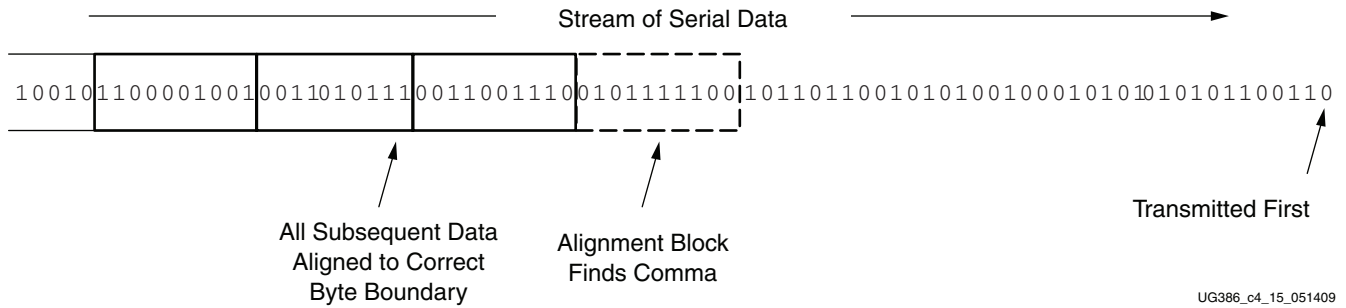 Stream of Serial Data
1001011000010010011010111001100111001011111001011011001010100100010101010101100110
All Subsequent Data
Aligned to Correct
Byte Boundary
Alignment Block
Finds Comma
Transmitted First
UG386_c4_15_051409